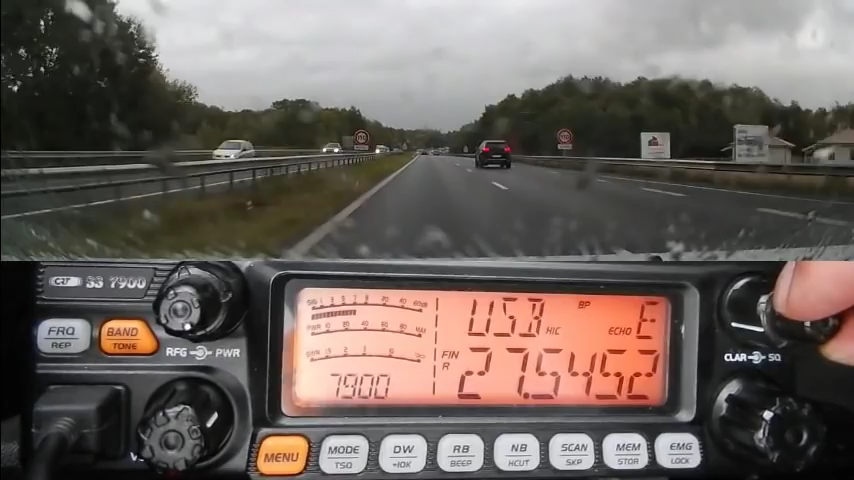 CRT SS 7900
FRQ
REP
BAND
TONE
RFG PWR
USB
HIC
BP
ECHO E
FIN
R
27.5452
7900
CLAR SQ
MENU
MODE
TSQ
DW
+10K
RB
BEEP
NB
HCUT
SCAN
SKP
MEM
STOR
EMG
LOCK